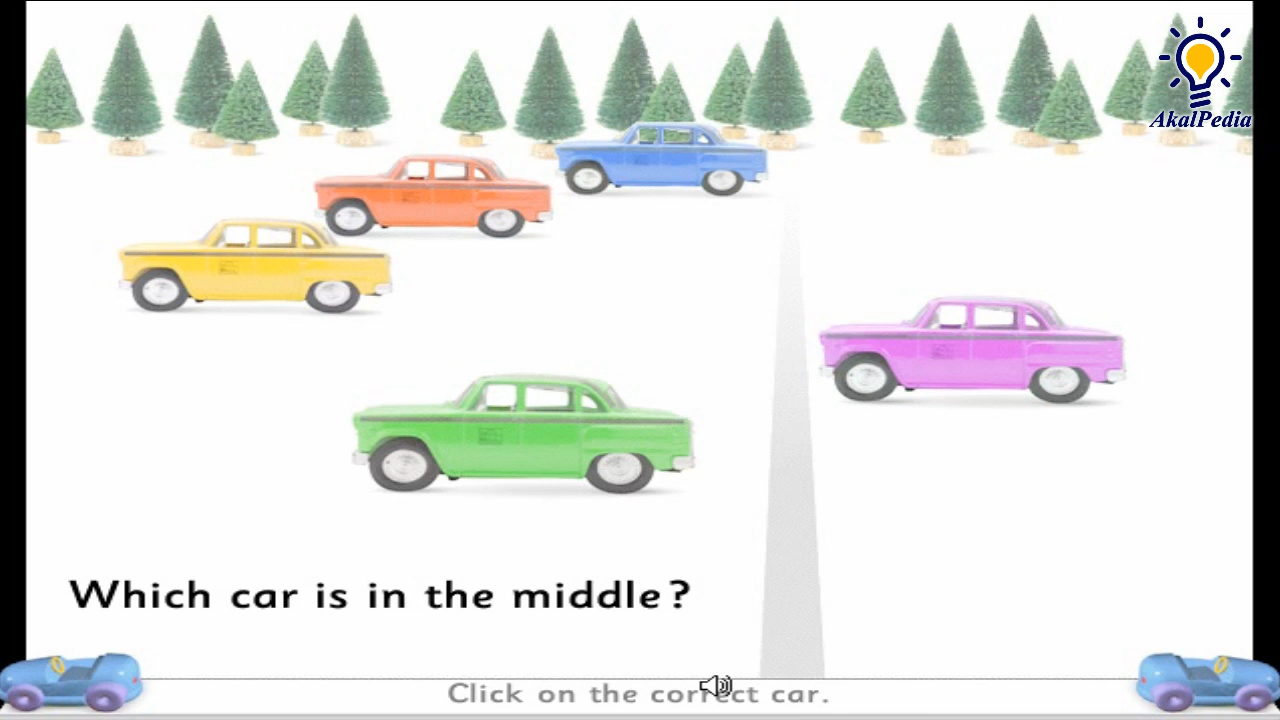 AkalPedia
Which car is in the middle?
Click on the correct car.